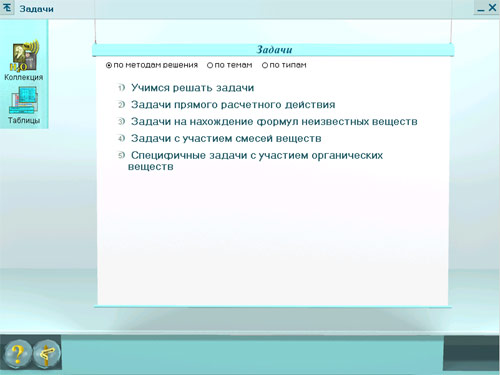 Задачи
Задачи
по методам решения по темам по типам
Коллекция
Таблицы
Учимся решать задачи
Задачи прямого расчетного действия
Задачи на нахождение формул неизвестных веществ
Задачи с участием смесей веществ
Специфичные задачи с участием органических
веществ
?